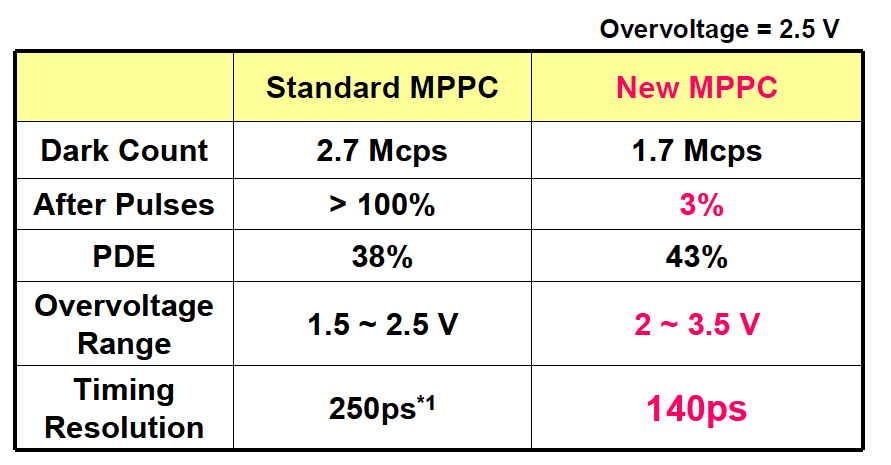 Overvoltage = 2.5 V
Standard MPPC New MPPC
Dark Count 2.7 Mcps 1.7 Mcps
After Pulses > 100% 3%
PDE 38% 43%
Overvoltage
Range 1.5 ~ 2.5 V 2 ~ 3.5 V
Timing
Resolution 250ps*1 140ps